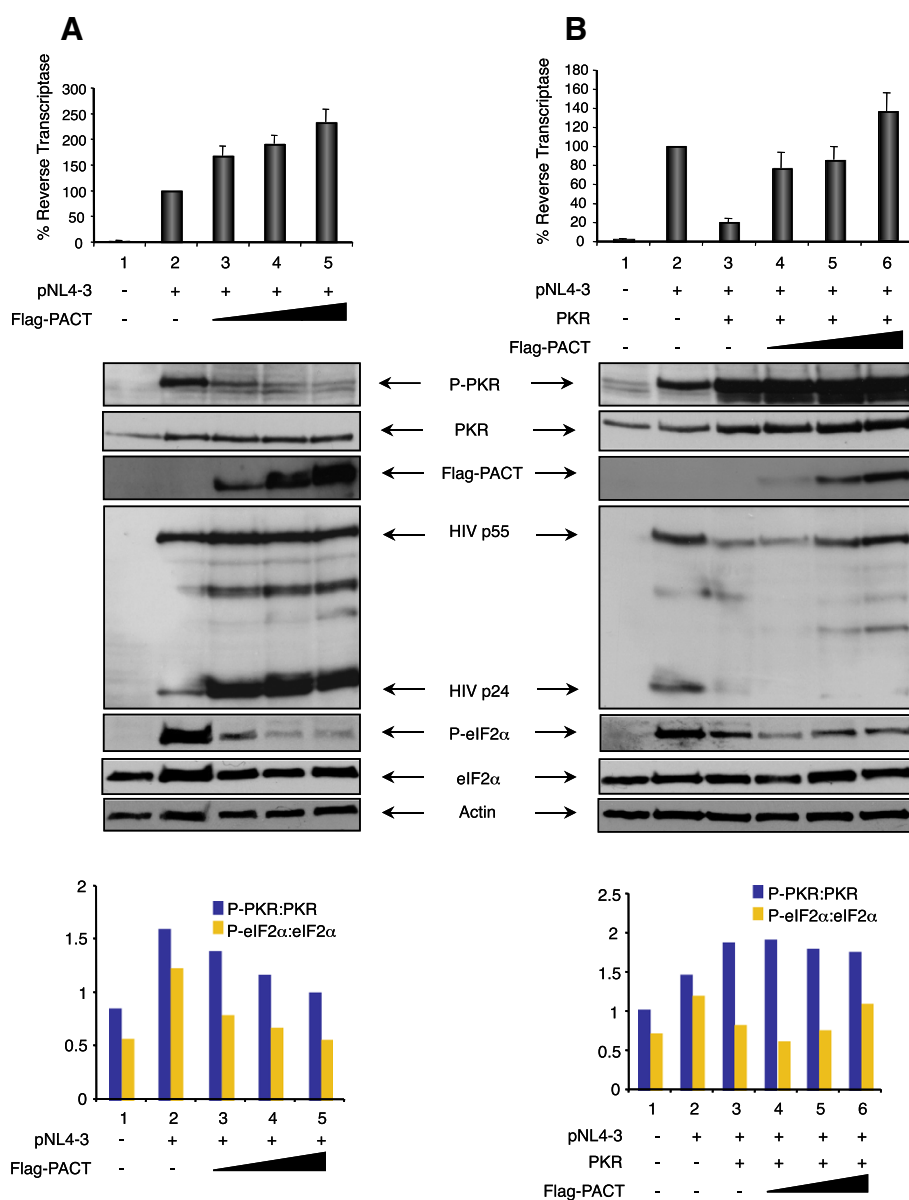 A
B
% Reverse Transcriptase
300
250
200
150
100
50
0
1 2 3 4 5
pNL4-3 - + + + +
Flag-PACT - -
% Reverse Transcriptase
180
160
140
120
100
80
60
40
20
0
1 2 3 4 5 6
pNL4-3 - + + + + +
PKR - - + + + +
Flag-PACT - - -
P-PKR
PKR
Flag-PACT
HIV p55
HIV p24
P-eIF2α
eIF2α
Actin
2
1.5
1
0.5
0
P-PKR:PKR
P-eIF2α:eIF2α
1 2 3 4 5
pNL4-3 - + + + +
Flag-PACT - -
2.5
2
1.5
1
0.5
0
P-PKR:PKR
P-eIF2α:eIF2α
1 2 3 4 5 6
pNL4-3 - + + + + +
PKR - - + + + +
Flag-PACT - - -